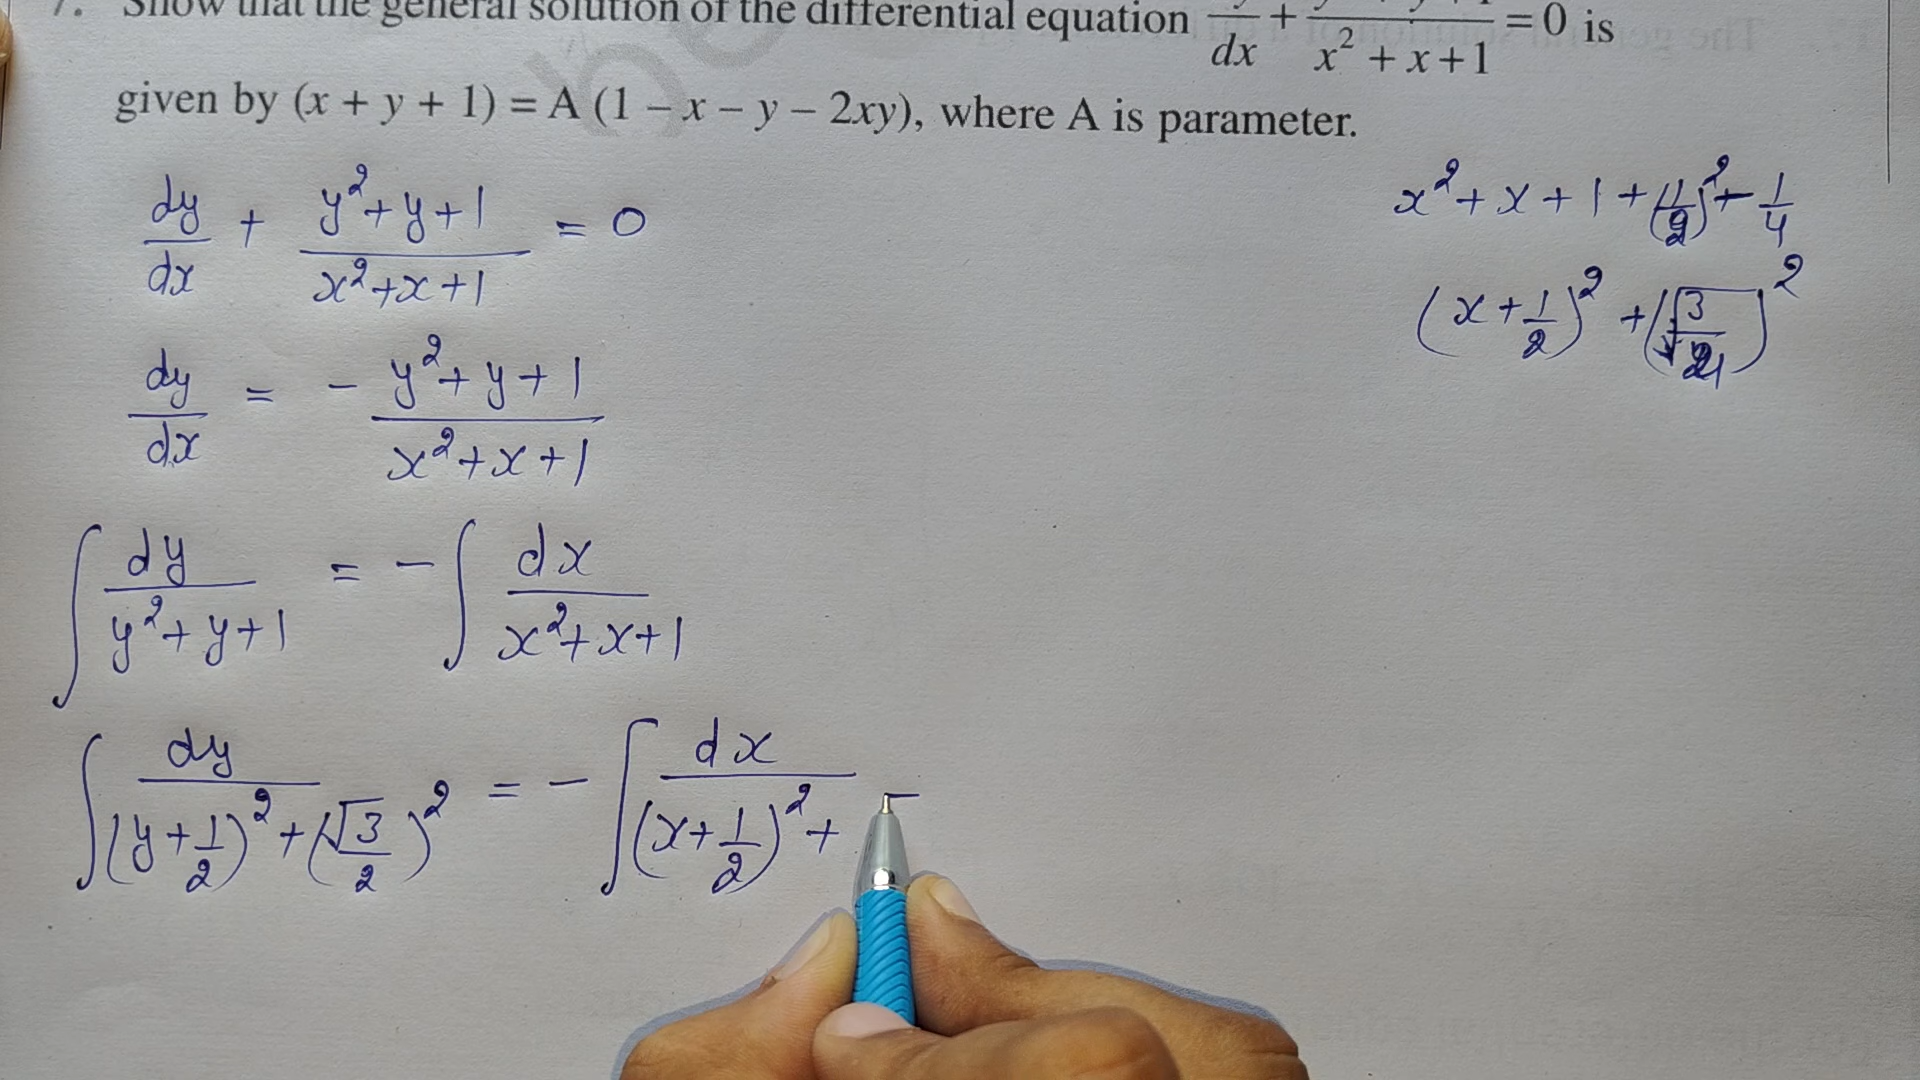 7. Show that the general solution of the differential equation dy/dx + (y² + y + 1)/(x² + x + 1) = 0 is
given by (x + y + 1) = A (1 – x – y – 2xy), where A is parameter.
dy/dx + (y²+y+1)/(x²+x+1) = 0
x²+x+1+(1/2)²-1/4
(x+1/2)² + (√3/2)²
dy/dx = - (y²+y+1)/(x²+x+1)
∫ dy/(y²+y+1) = -∫ dx/(x²+x+1)
∫ dy/((y+1/2)²+(√3/2)²) = -∫ dx/((x+1/2)²+